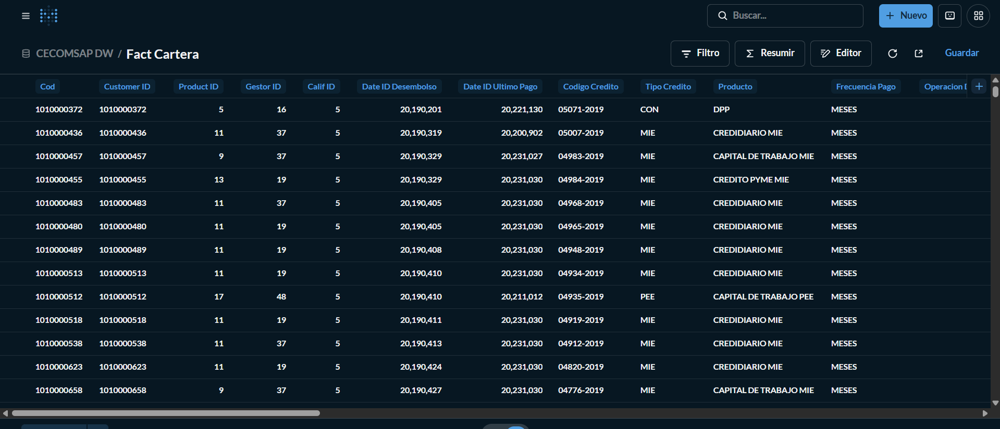 Buscar...
+ Nuevo
CECOMSAP DW / Fact Cartera
Filtro Resumir Editor Guardar
Cod Customer ID Product ID Gestor ID Calif ID Date ID Desembolso Date ID Ultimo Pago Codigo Credito Tipo Credito Producto Frecuencia Pago Operacion +
1010000372 1010000372 5 16 5 20,190,201 20,221,130 05071-2019 CON DPP MESES
1010000436 1010000436 11 37 5 20,190,319 20,200,902 05007-2019 MIE CREDIDIARIO MIE MESES
1010000457 1010000457 9 37 5 20,190,329 20,231,027 04983-2019 MIE CAPITAL DE TRABAJO MIE MESES
1010000455 1010000455 13 19 5 20,190,329 20,231,030 04984-2019 MIE CREDITO PYME MIE MESES
1010000483 1010000483 11 37 5 20,190,405 20,231,030 04968-2019 MIE CREDIDIARIO MIE MESES
1010000480 1010000480 11 19 5 20,190,405 20,231,030 04965-2019 MIE CREDIDIARIO MIE MESES
1010000489 1010000489 11 19 5 20,190,408 20,231,030 04948-2019 MIE CREDIDIARIO MIE MESES
1010000513 1010000513 11 19 5 20,190,410 20,231,030 04934-2019 MIE CREDIDIARIO MIE MESES
1010000512 1010000512 17 48 5 20,190,410 20,211,012 04935-2019 PEE CAPITAL DE TRABAJO PEE MESES
1010000518 1010000518 11 19 5 20,190,411 20,231,030 04919-2019 MIE CREDIDIARIO MIE MESES
1010000538 1010000538 11 37 5 20,190,413 20,231,030 04912-2019 MIE CREDIDIARIO MIE MESES
1010000623 1010000623 11 19 5 20,190,424 20,231,030 04820-2019 MIE CREDIDIARIO MIE MESES
1010000658 1010000658 9 37 5 20,190,427 20,231,030 04776-2019 MIE CAPITAL DE TRABAJO MIE MESES